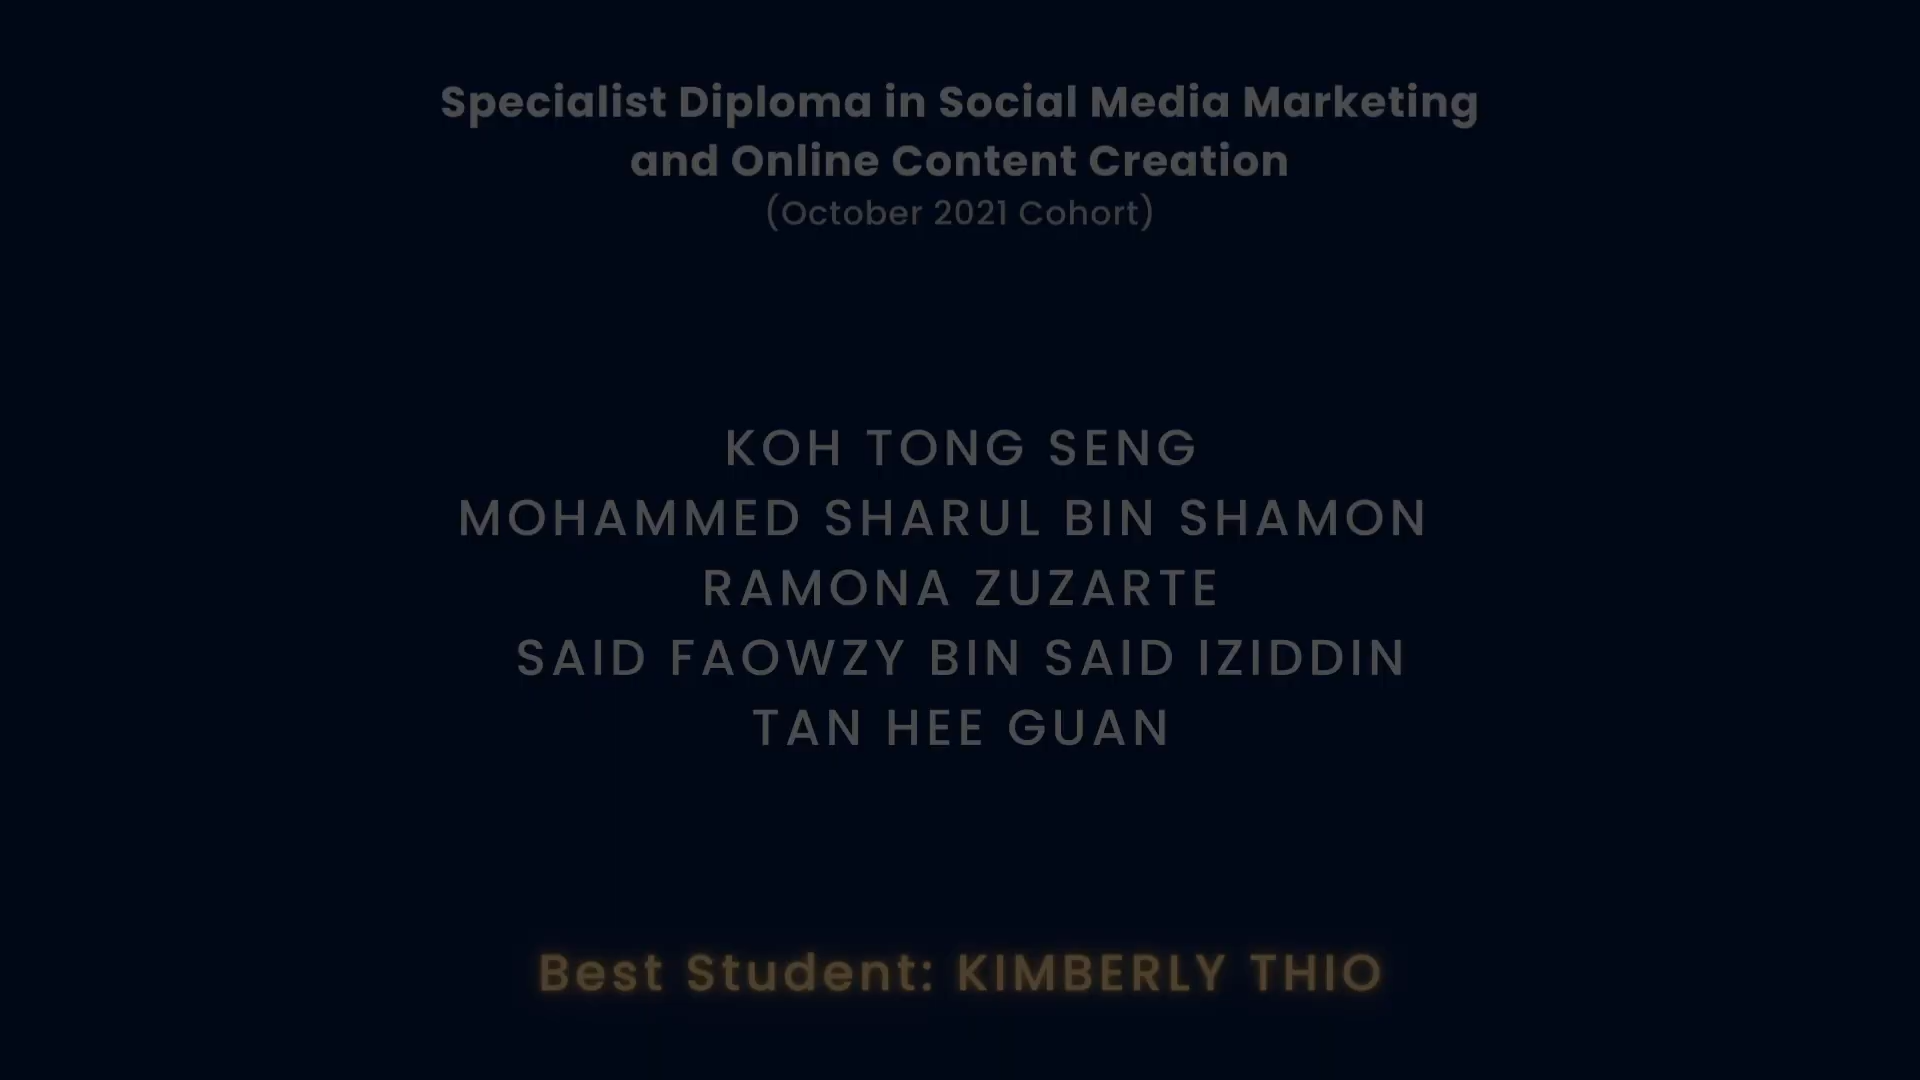 Specialist Diploma in Social Media Marketing
and Online Content Creation
(October 2021 Cohort)
KOH TONG SENG
MOHAMMED SHARUL BIN SHAMON
RAMONA ZUZARTE
SAID FAOWZY BIN SAID IZIDDIN
TAN HEE GUAN
Best Student: KIMBERLY THIO